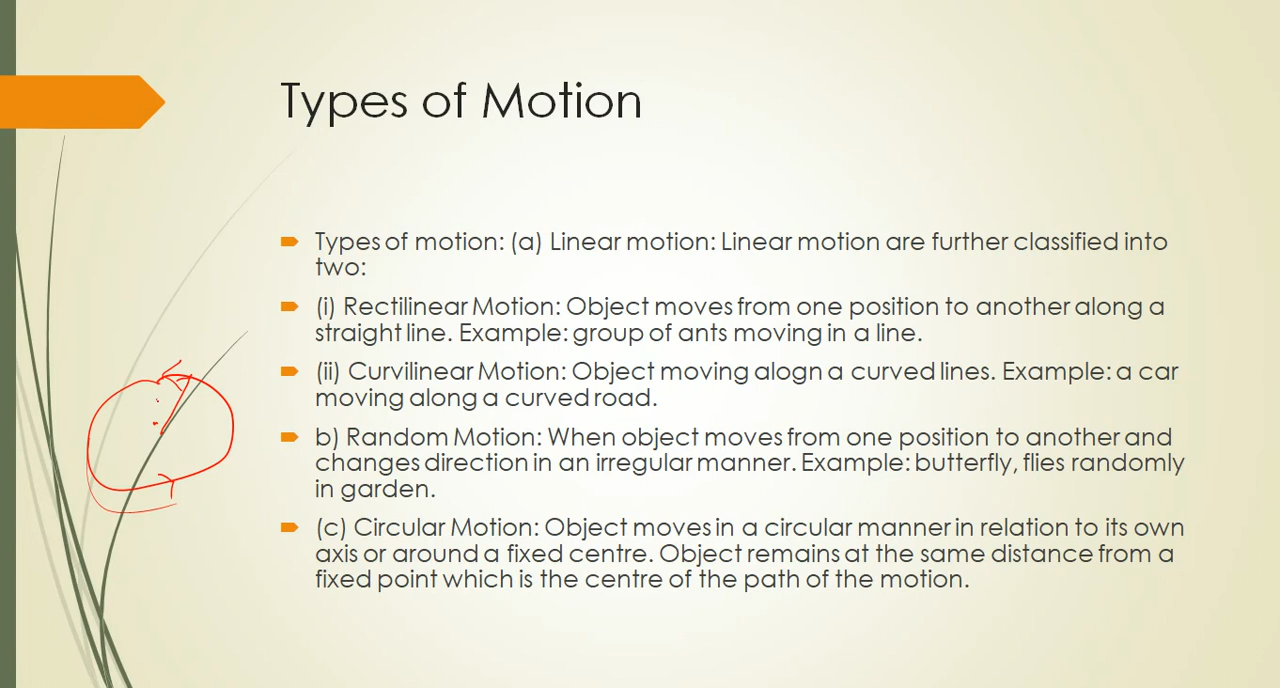 Types of Motion
Types of motion: (a) Linear motion: Linear motion are further classified into
two:
(i) Rectilinear Motion: Object moves from one position to another along a
straight line. Example: group of ants moving in a line.
(ii) Curvilinear Motion: Object moving alogn a curved lines. Example: a car
moving along a curved road.
b) Random Motion: When object moves from one position to another and
changes direction in an irregular manner. Example: butterfly, flies randomly
in garden.
(c) Circular Motion: Object moves in a circular manner in relation to its own
axis or around a fixed centre. Object remains at the same distance from a
fixed point which is the centre of the path of the motion.